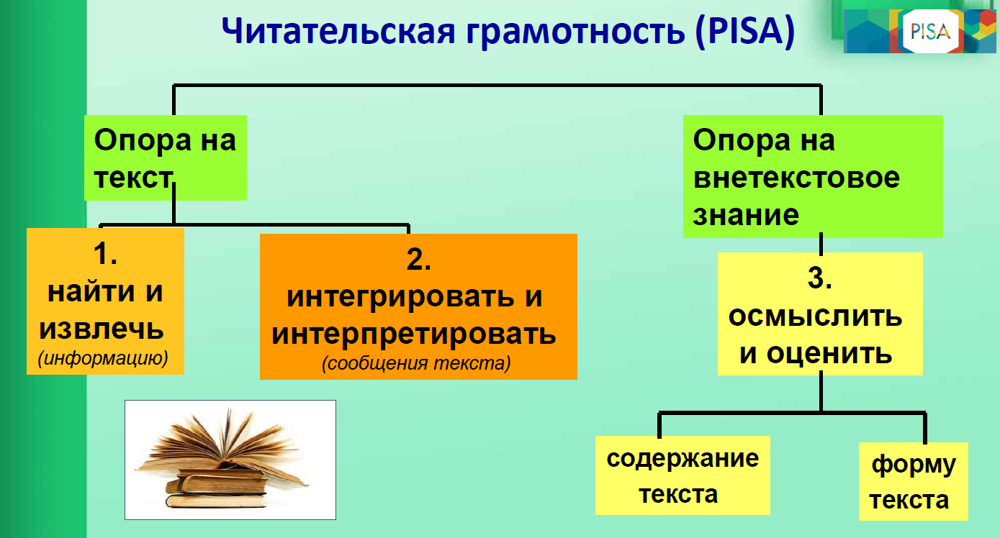 Читательская грамотность (PISA)
PISA
Опора на
текст
Опора на
внетекстовое
знание
1.
найти и
извлечь
(информацию)
2.
интегрировать и
интерпретировать
(сообщения текста)
3.
осмыслить
и оценить
содержание
текста
форму
текста